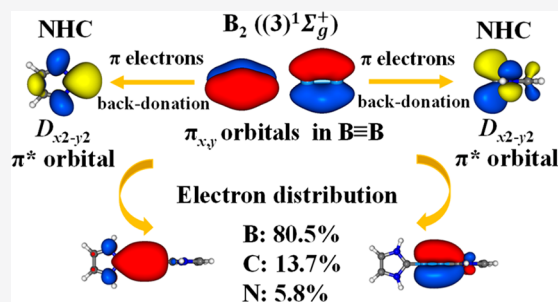 NHC
B₂ ((3)¹Σg⁺)
NHC
π electrons
back-donation
π electrons
back-donation
Dx2-y2
π* orbital
πx,y orbitals in B≡B
Dx2-y2
π* orbital
Electron distribution
B: 80.5%
C: 13.7%
N: 5.8%